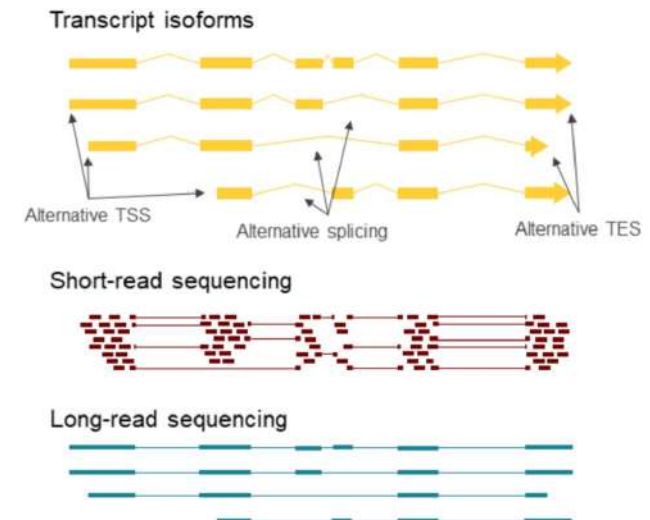 Transcript isoforms
Alternative TSS
Alternative splicing
Alternative TES
Short-read sequencing
Long-read sequencing